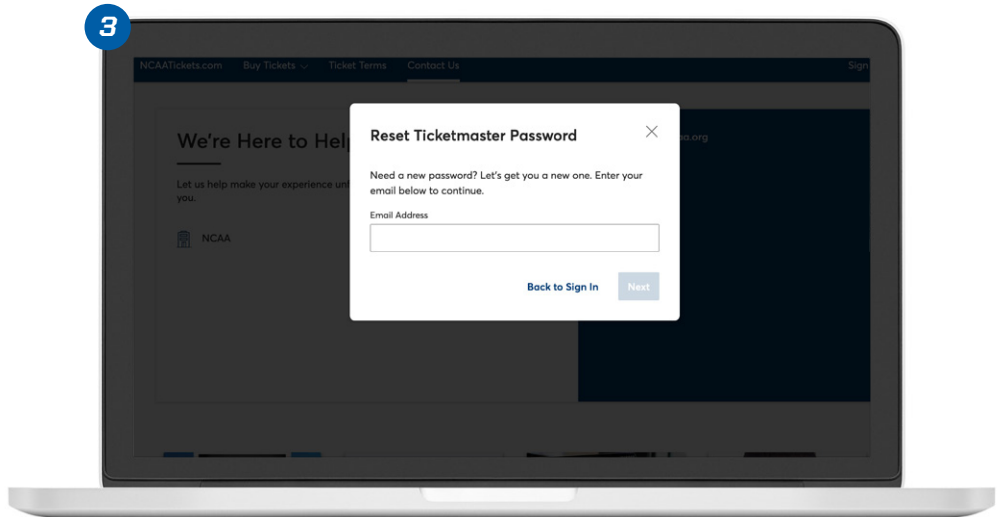 3
NCAATickets.com Buy Tickets Ticket Terms Contact Us Sign
We're Here to Help
Let us help make your experience
you.
NCAA
Reset Ticketmaster Password
Need a new password? Let's get you a new one. Enter your
email below to continue.
Email Address
Back to Sign In Next